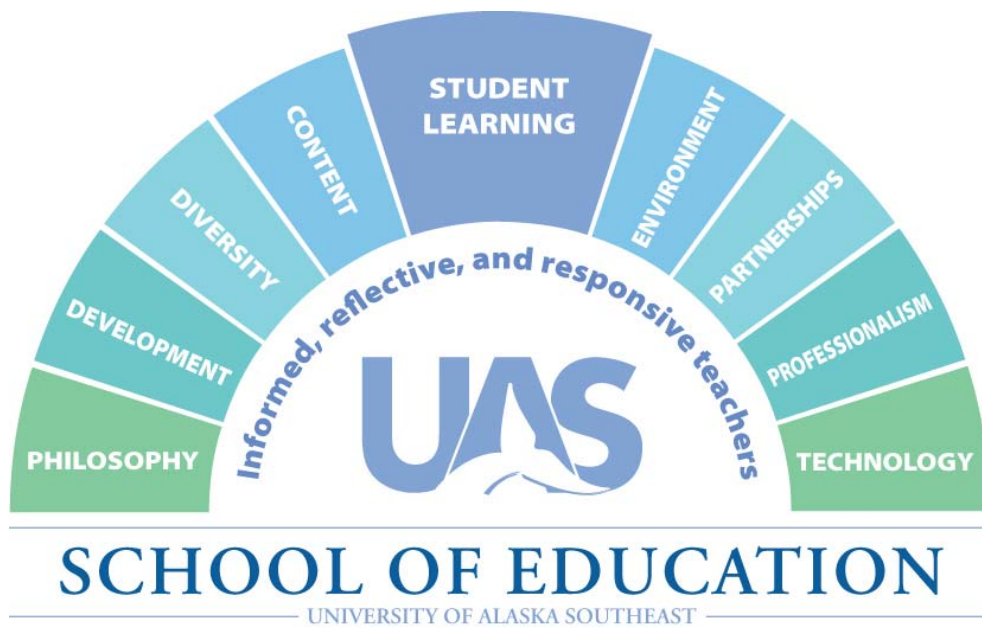 PHILOSOPHY
DEVELOPMENT
DIVERSITY
CONTENT
STUDENT
LEARNING
ENVIRONMENT
PARTNERSHIPS
PROFESSIONALISM
TECHNOLOGY
Informed, reflective, and responsive teachers
UAS
SCHOOL OF EDUCATION
UNIVERSITY OF ALASKA SOUTHEAST